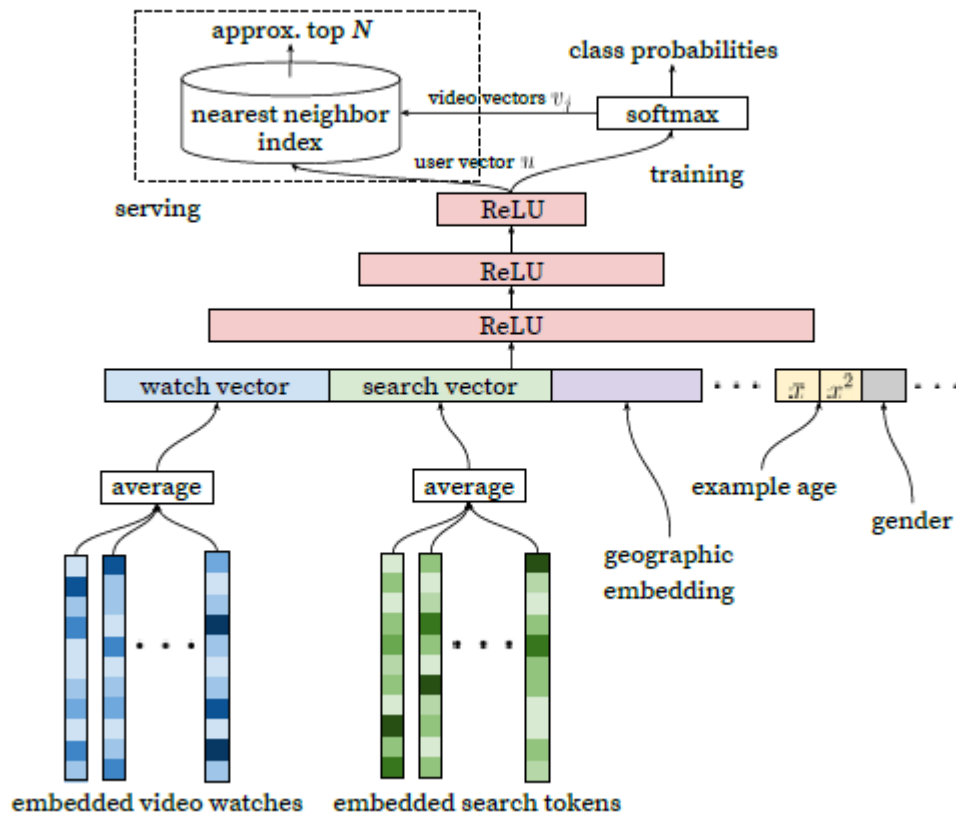 approx. top N
class probabilities
nearest neighbor
index
video vectors v_j
softmax
user vector u
training
serving
ReLU
ReLU
ReLU
watch vector
search vector
x
x²
average
average
example age
gender
geographic
embedding
embedded video watches
embedded search tokens